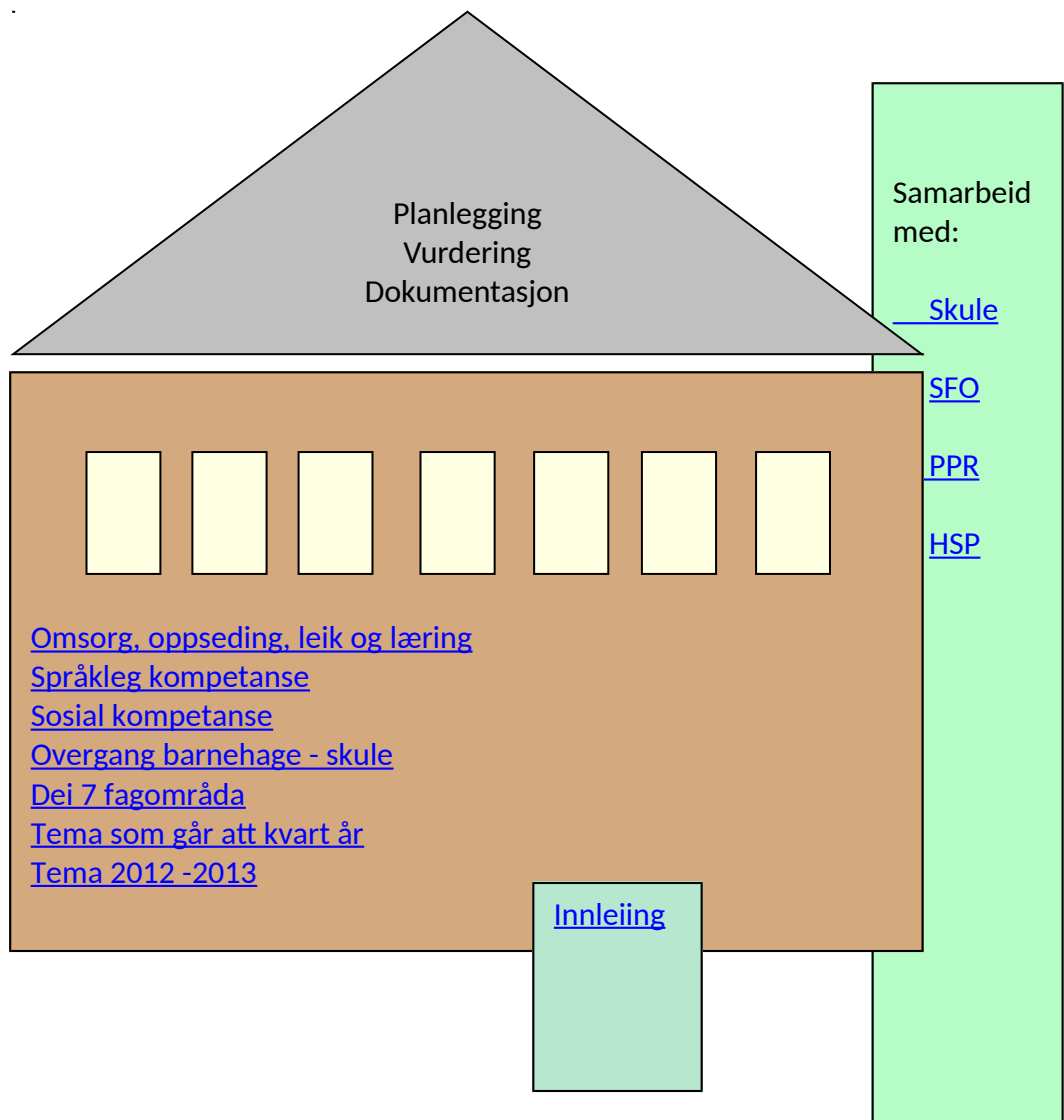 Planlegging
Vurdering
Dokumentasjon
Samarbeid
med:
Skule
SFO
PPR
HSP
Omsorg, oppseding, leik og læring
Språkleg kompetanse
Sosial kompetanse
Overgang barnehage - skule
Dei 7 fagområda
Tema som går att kvart år
Tema 2012 -2013
Innleiing